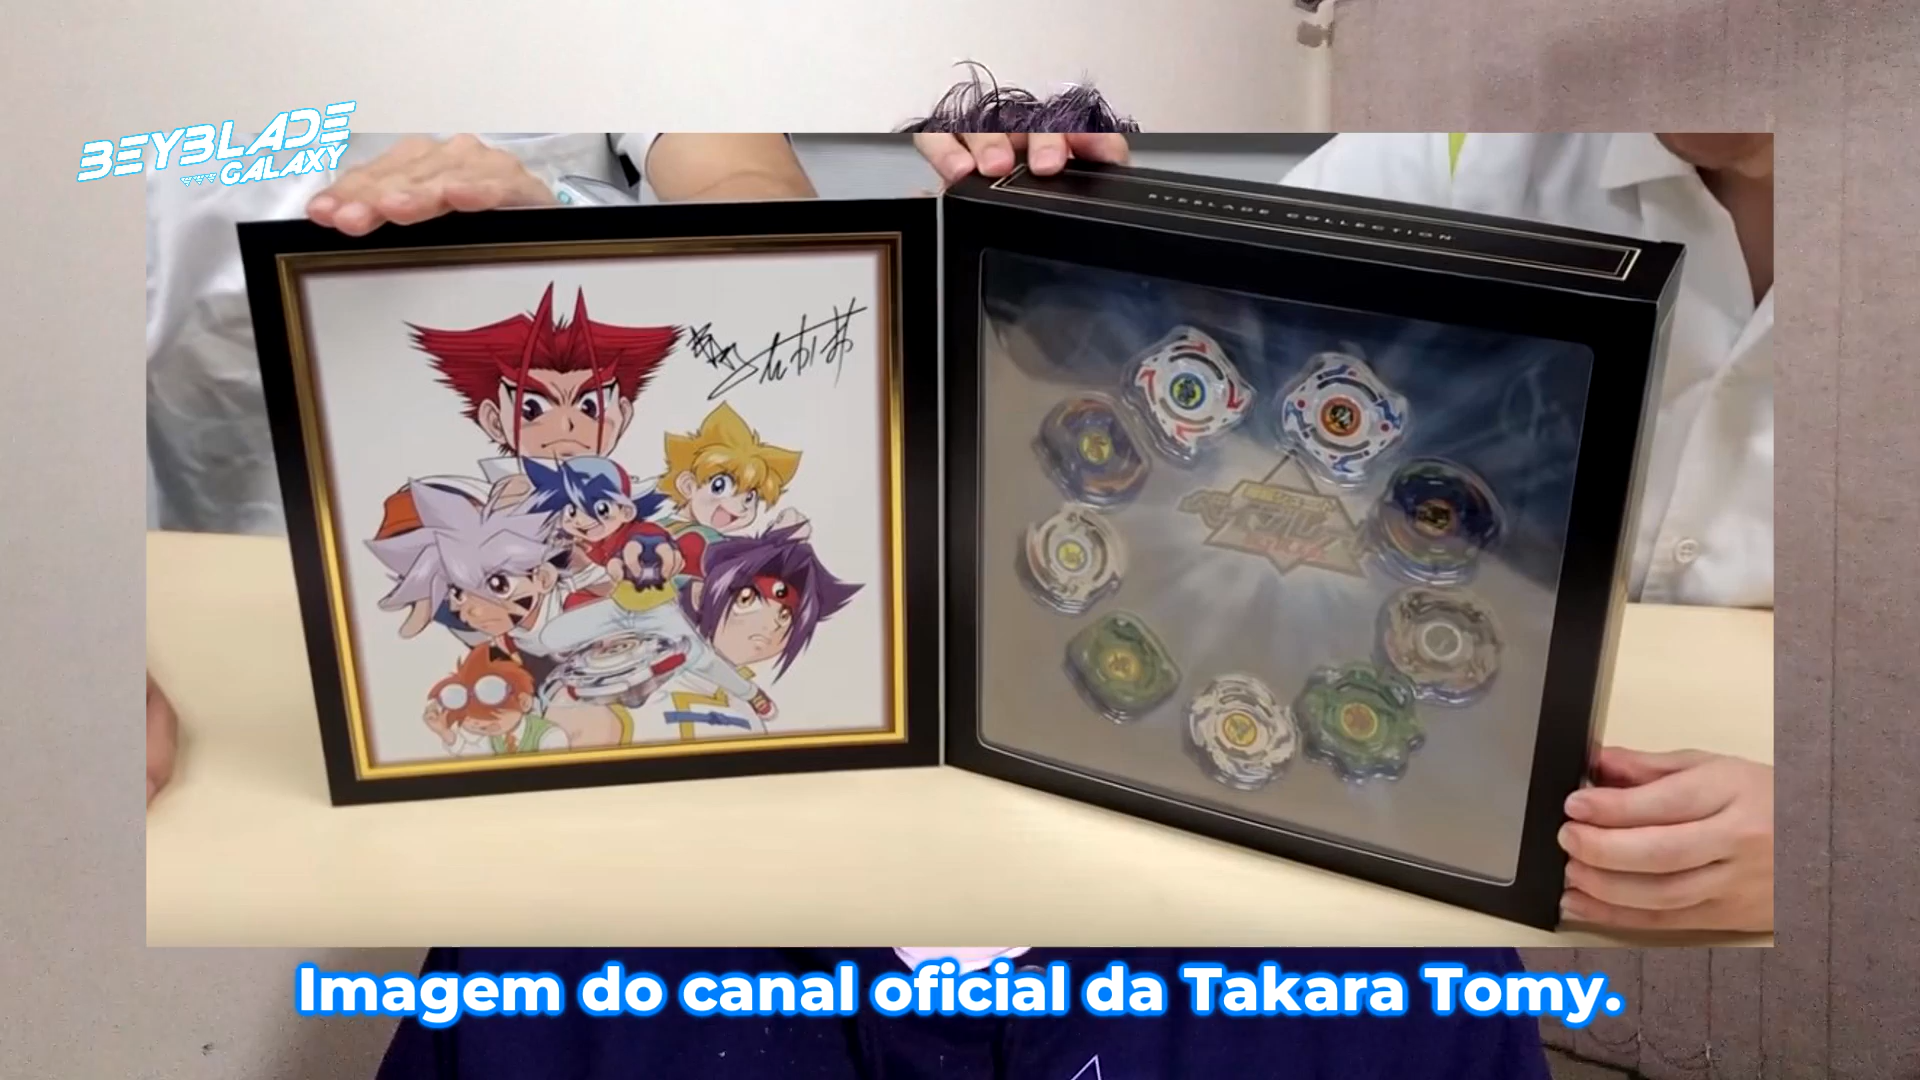 BEYBLADE
GALAXY
BEYBLADE COLLECTION
Imagem do canal oficial da Takara Tomy.